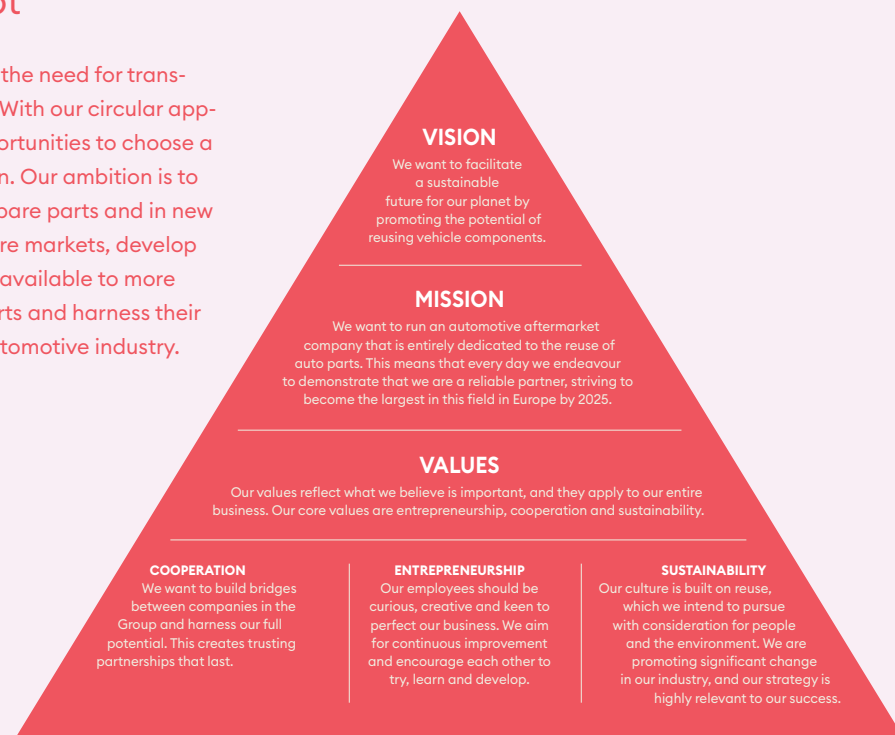 the need for trans-
With our circular app-
ortunities to choose a
n. Our ambition is to
pare parts and in new
re markets, develop
available to more
rts and harness their
tomotive industry.
VISION
We want to facilitate
a sustainable
future for our planet by
promoting the potential of
reusing vehicle components.
MISSION
We want to run an automotive aftermarket
company that is entirely dedicated to the reuse of
auto parts. This means that every day we endeavour
to demonstrate that we are a reliable partner, striving to
become the largest in this field in Europe by 2025.
VALUES
Our values reflect what we believe is important, and they apply to our entire
business. Our core values are entrepreneurship, cooperation and sustainability.
COOPERATION
We want to build bridges
between companies in the
Group and harness our full
potential. This creates trusting
partnerships that last.
ENTREPRENEURSHIP
Our employees should be
curious, creative and keen to
perfect our business. We aim
for continuous improvement
and encourage each other to
try, learn and develop.
SUSTAINABILITY
Our culture is built on reuse,
which we intend to pursue
with consideration for people
and the environment. We are
promoting significant change
in our industry, and our strategy is
highly relevant to our success.